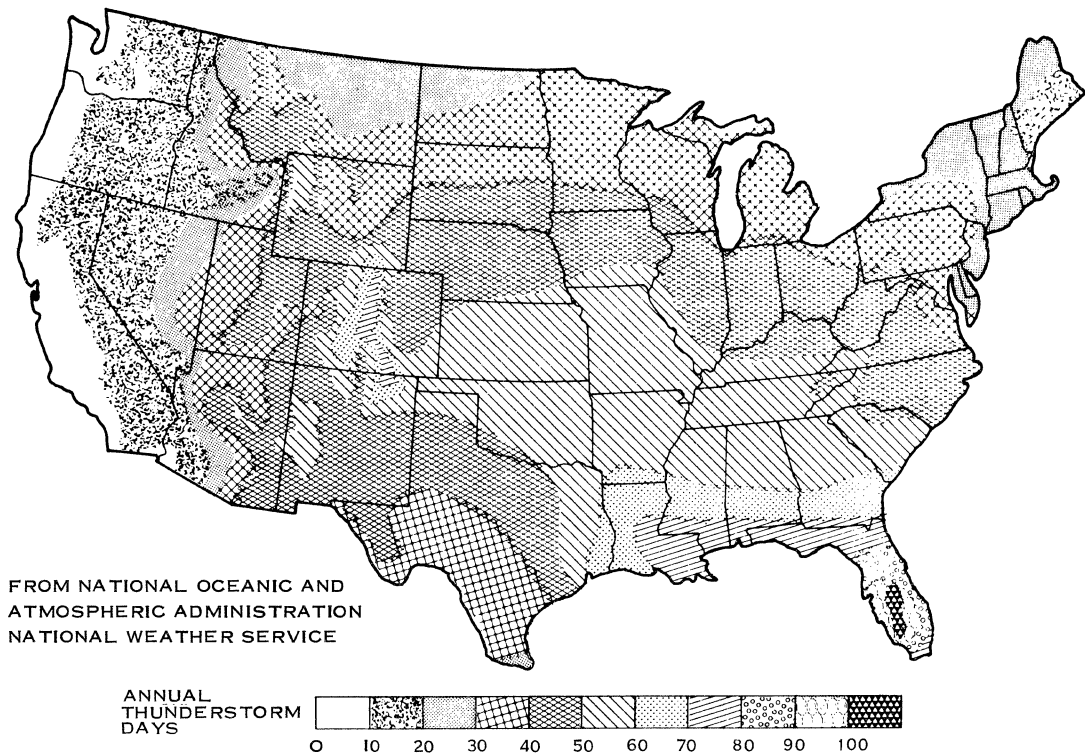 FROM NATIONAL OCEANIC AND
ATMOSPHERIC ADMINISTRATION
NATIONAL WEATHER SERVICE
ANNUAL
THUNDERSTORM
DAYS
0 10 20 30 40 50 60 70 80 90 100